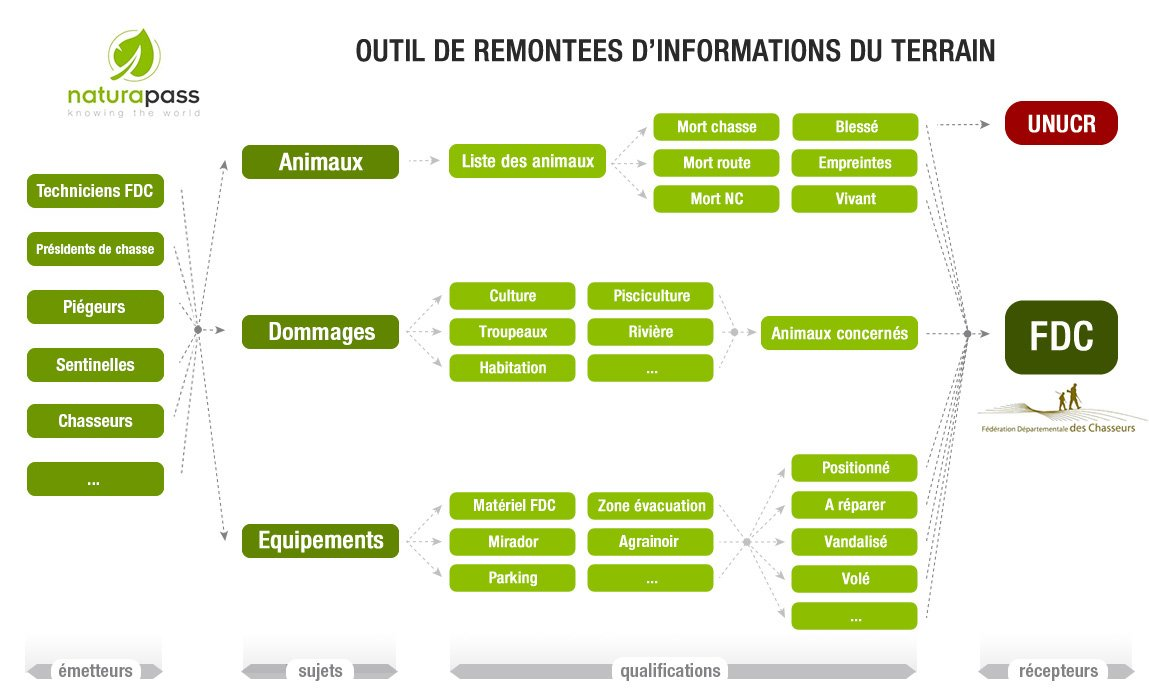 OUTIL DE REMONTEES D'INFORMATIONS DU TERRAIN
naturapass
knowing the world
Techniciens FDC
Présidents de chasse
Piégeurs
Sentinelles
Chasseurs
...
Animaux
Liste des animaux
Mort chasse
Blessé
Mort route
Empreintes
Mort NC
Vivant
Dommages
Culture
Pisciculture
Troupeaux
Rivière
Habitation
...
Animaux concernés
Equipements
Matériel FDC
Zone évacuation
Mirador
Agrainoir
Parking
...
Positionné
A réparer
Vandalisé
Volé
...
UNUCR
FDC
Fédération Départementale des Chasseurs
émetteurs
sujets
qualifications
récepteurs